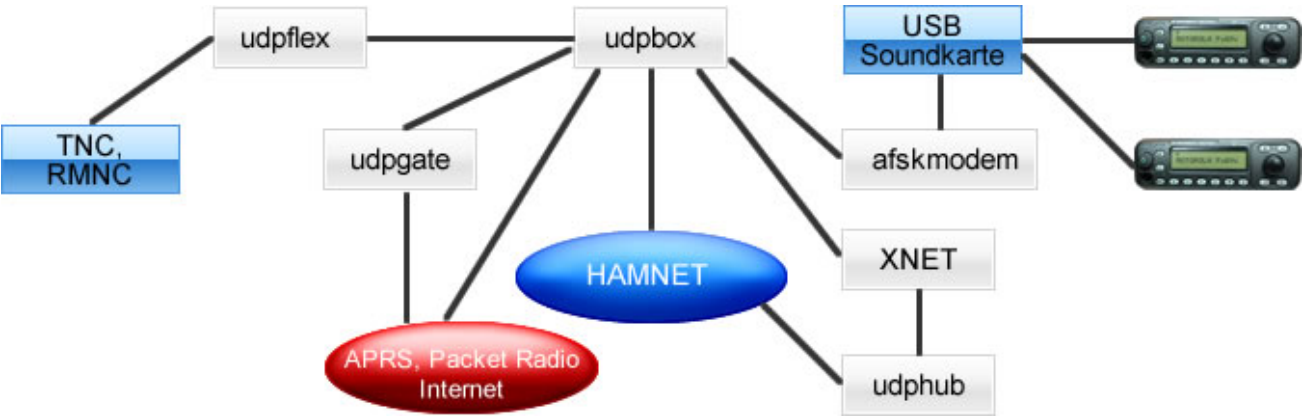 udpflex
udpbox
USB
Soundkarte
TNC,
RMNC
udpgate
afskmodem
HAMNET
XNET
APRS, Packet Radio
Internet
udphub